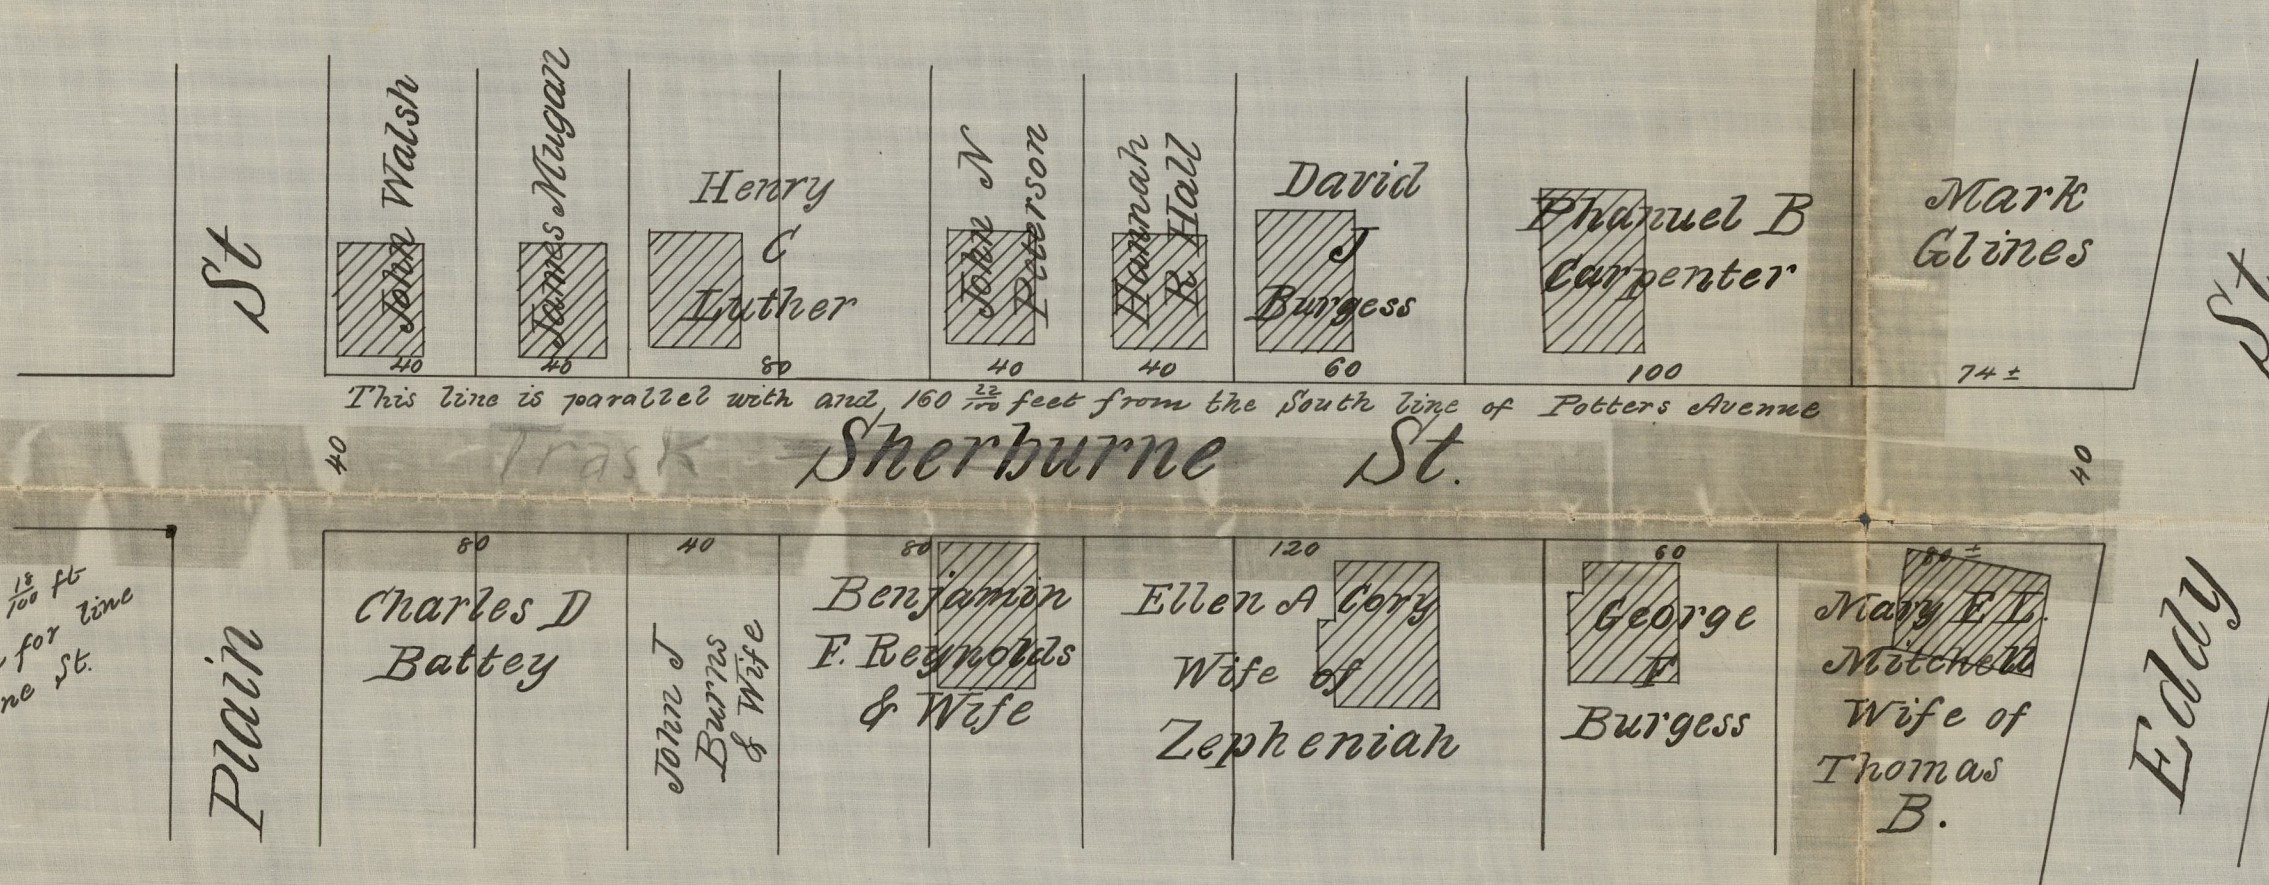 John Walsh
James Mugan
Henry
C
Luther
John N
Peterson
Hannah
R Hall
David
J
Burgess
Phanuel B
Carpenter
Mark
Glines
St
St
40
40
80
40
40
60
100
74 ±
This line is parallel with and 160 22/100 feet from the South line of Potters Avenue
40
Trask
Sherburne St.
40
80
40
80
120
60
80 ±
18/100 ft
for line
ne St.
Plain
Charles D
Battey
John J
Burns
& Wife
Benjamin
F. Reynolds
& Wife
Ellen A Cory
Wife of
Zepheniah
George
F
Burgess
Mary E L.
Mitchell
Wife of
Thomas
B.
Eddy